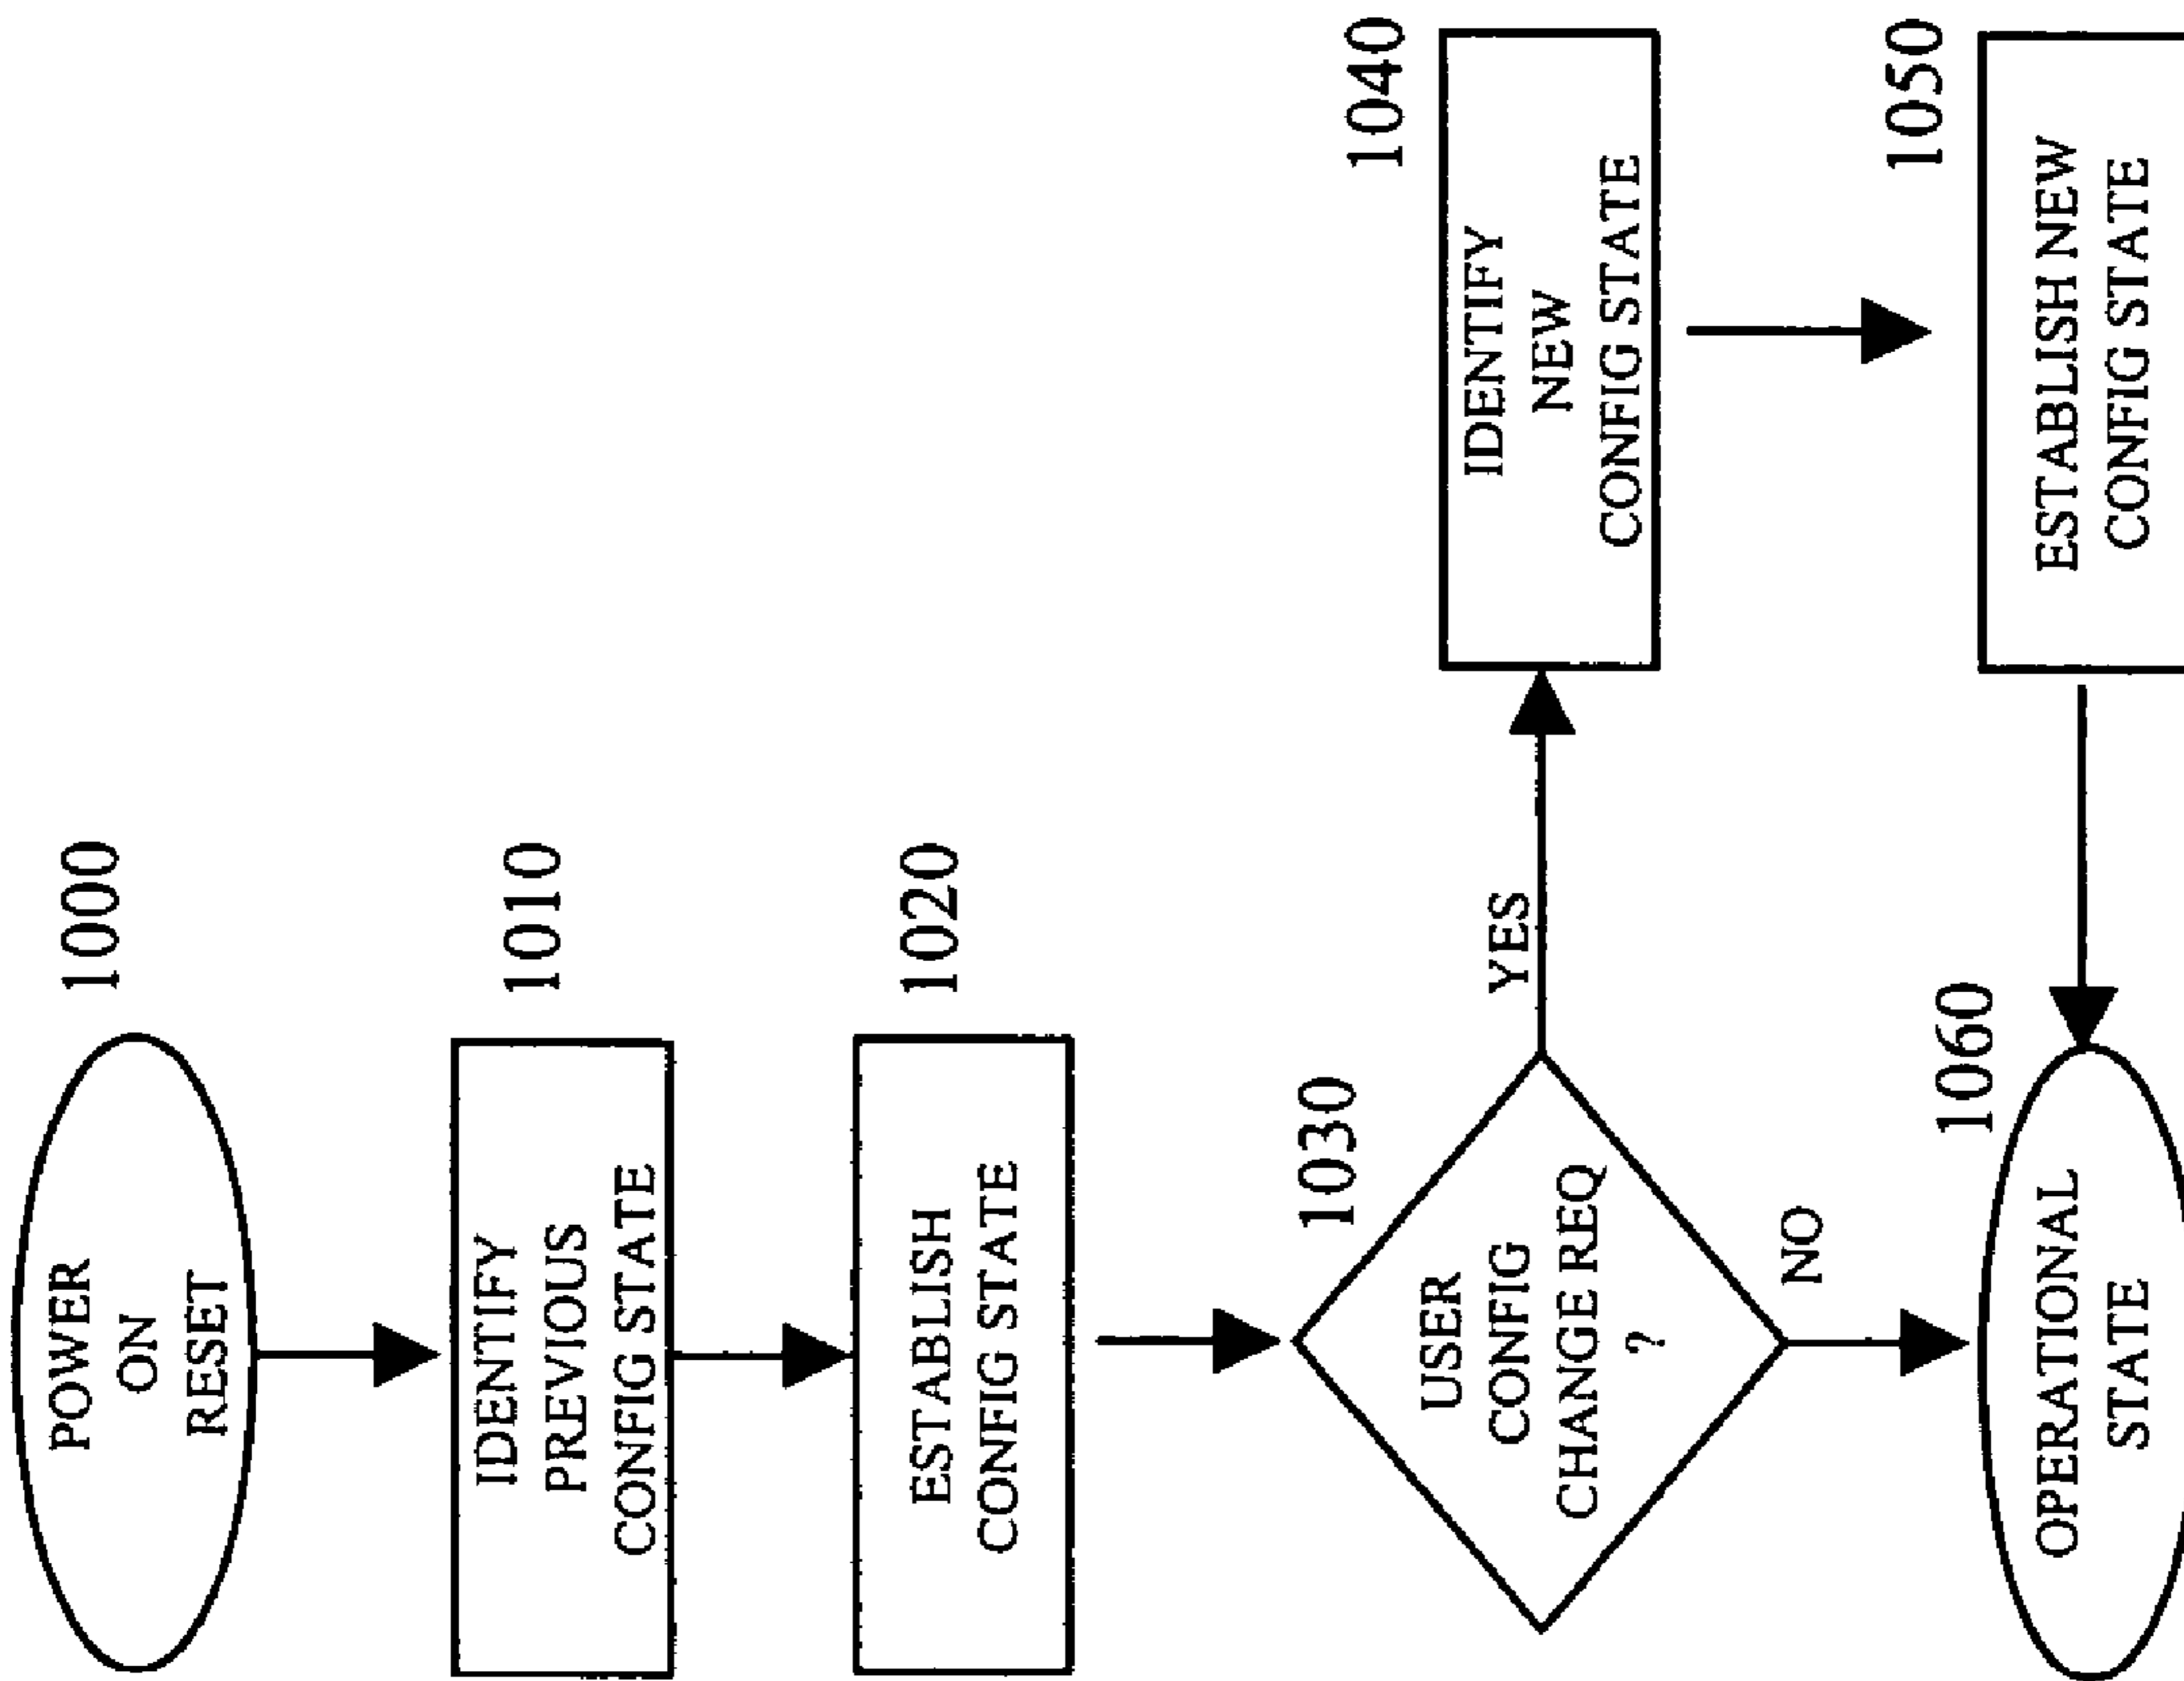 1000
POWER
ON
RESET
1010
IDENTIFY
PREVIOUS
CONFIG STATE
1020
ESTABLISH
CONFIG STATE
1030
USER
CONFIG
CHANGE REQ
?
YES
NO
1040
IDENTIFY
NEW
CONFIG STATE
1050
ESTABLISH NEW
CONFIG STATE
1060
OPERATIONAL
STATE